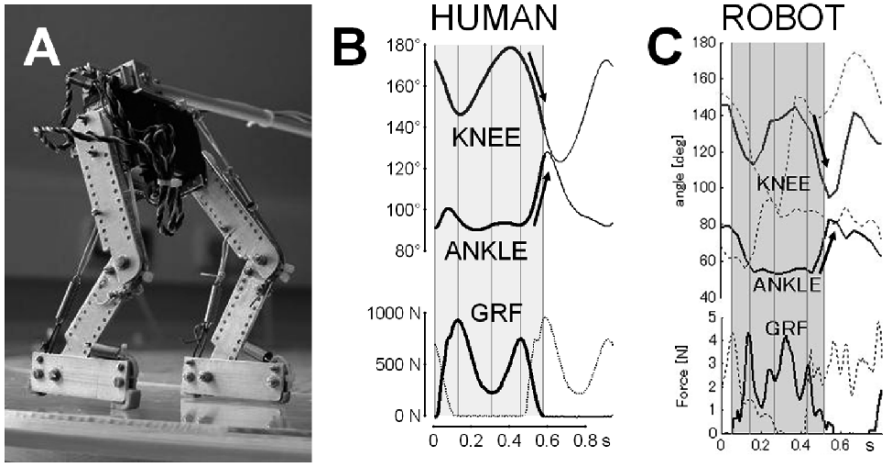 A
B
HUMAN
180°
160°
140°
120°
100°
80°
KNEE
ANKLE
1000 N
500 N
0 N
GRF
0 0.2 0.4 0.6 0.8 s
C
ROBOT
angle [deg]
180
160
140
120
100
80
60
40
KNEE
ANKLE
Force [N]
5
4
3
2
1
0
GRF
0 0.2 0.4 0.6 s